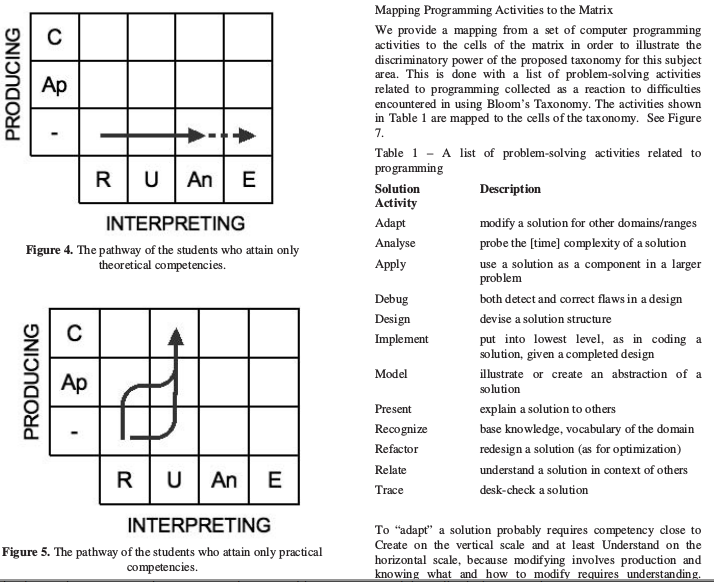 PRODUCING
C
Ap
-
R U An E
INTERPRETING
Figure 4. The pathway of the students who attain only
theoretical competencies.
PRODUCING
C
Ap
-
R U An E
INTERPRETING
Figure 5. The pathway of the students who attain only practical
competencies.
Mapping Programming Activities to the Matrix
We provide a mapping from a set of computer programming
activities to the cells of the matrix in order to illustrate the
discriminatory power of the proposed taxonomy for this subject
area. This is done with a list of problem-solving activities
related to programming collected as a reaction to difficulties
encountered in using Bloom's Taxonomy. The activities shown
in Table 1 are mapped to the cells of the taxonomy. See Figure
7.
Table 1 – A list of problem-solving activities related to
programming
Solution Description
Activity
Adapt modify a solution for other domains/ranges
Analyse probe the [time] complexity of a solution
Apply use a solution as a component in a larger
problem
Debug both detect and correct flaws in a design
Design devise a solution structure
Implement put into lowest level, as in coding a
solution, given a completed design
Model illustrate or create an abstraction of a
solution
Present explain a solution to others
Recognize base knowledge, vocabulary of the domain
Refactor redesign a solution (as for optimization)
Relate understand a solution in context of others
Trace desk-check a solution
To “adapt” a solution probably requires competency close to
Create on the vertical scale and at least Understand on the
horizontal scale, because modifying involves production and
knowing what and how to modify requires understanding.